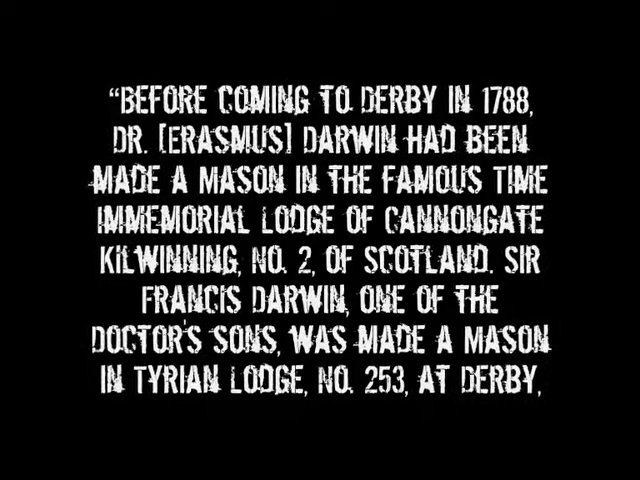 “BEFORE COMING TO DERBY IN 1788,
DR. [ERASMUS] DARWIN HAD BEEN
MADE A MASON IN THE FAMOUS TIME
IMMEMORIAL LODGE OF CANNONGATE
KILWINNING, NO. 2, OF SCOTLAND. SIR
FRANCIS DARWIN, ONE OF THE
DOCTOR'S SONS, WAS MADE A MASON
IN TYRIAN LODGE, NO. 253, AT DERBY,